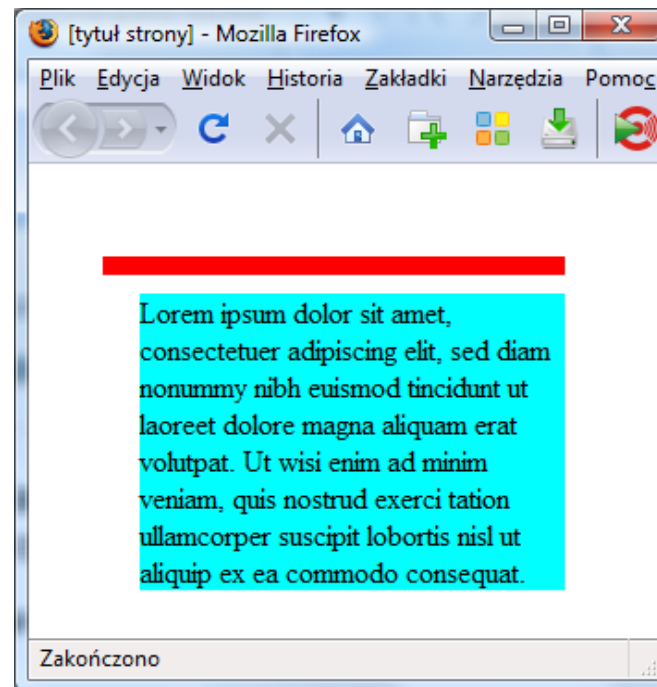 [tytuł strony] - Mozilla Firefox
Plik Edycja Widok Historia Zakładki Narzędzia Pomoc
Lorem ipsum dolor sit amet,
consectetuer adipiscing elit, sed diam
nonummy nibh euismod tincidunt ut
laoreet dolore magna aliquam erat
volutpat. Ut wisi enim ad minim
veniam, quis nostrud exerci tation
ullamcorper suscipit lobortis nisl ut
aliquip ex ea commodo consequat.
Zakończono